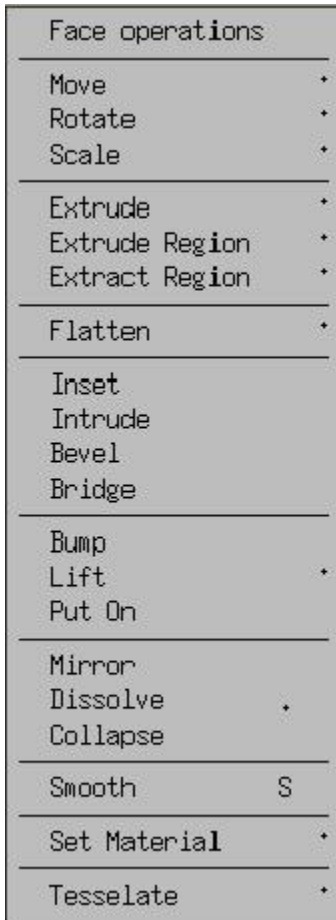 Face operations
Move
Rotate
Scale
Extrude
Extrude Region
Extract Region
Flatten
Inset
Intrude
Bevel
Bridge
Bump
Lift
Put On
Mirror
Dissolve
Collapse
Smooth S
Set Material
Tesselate